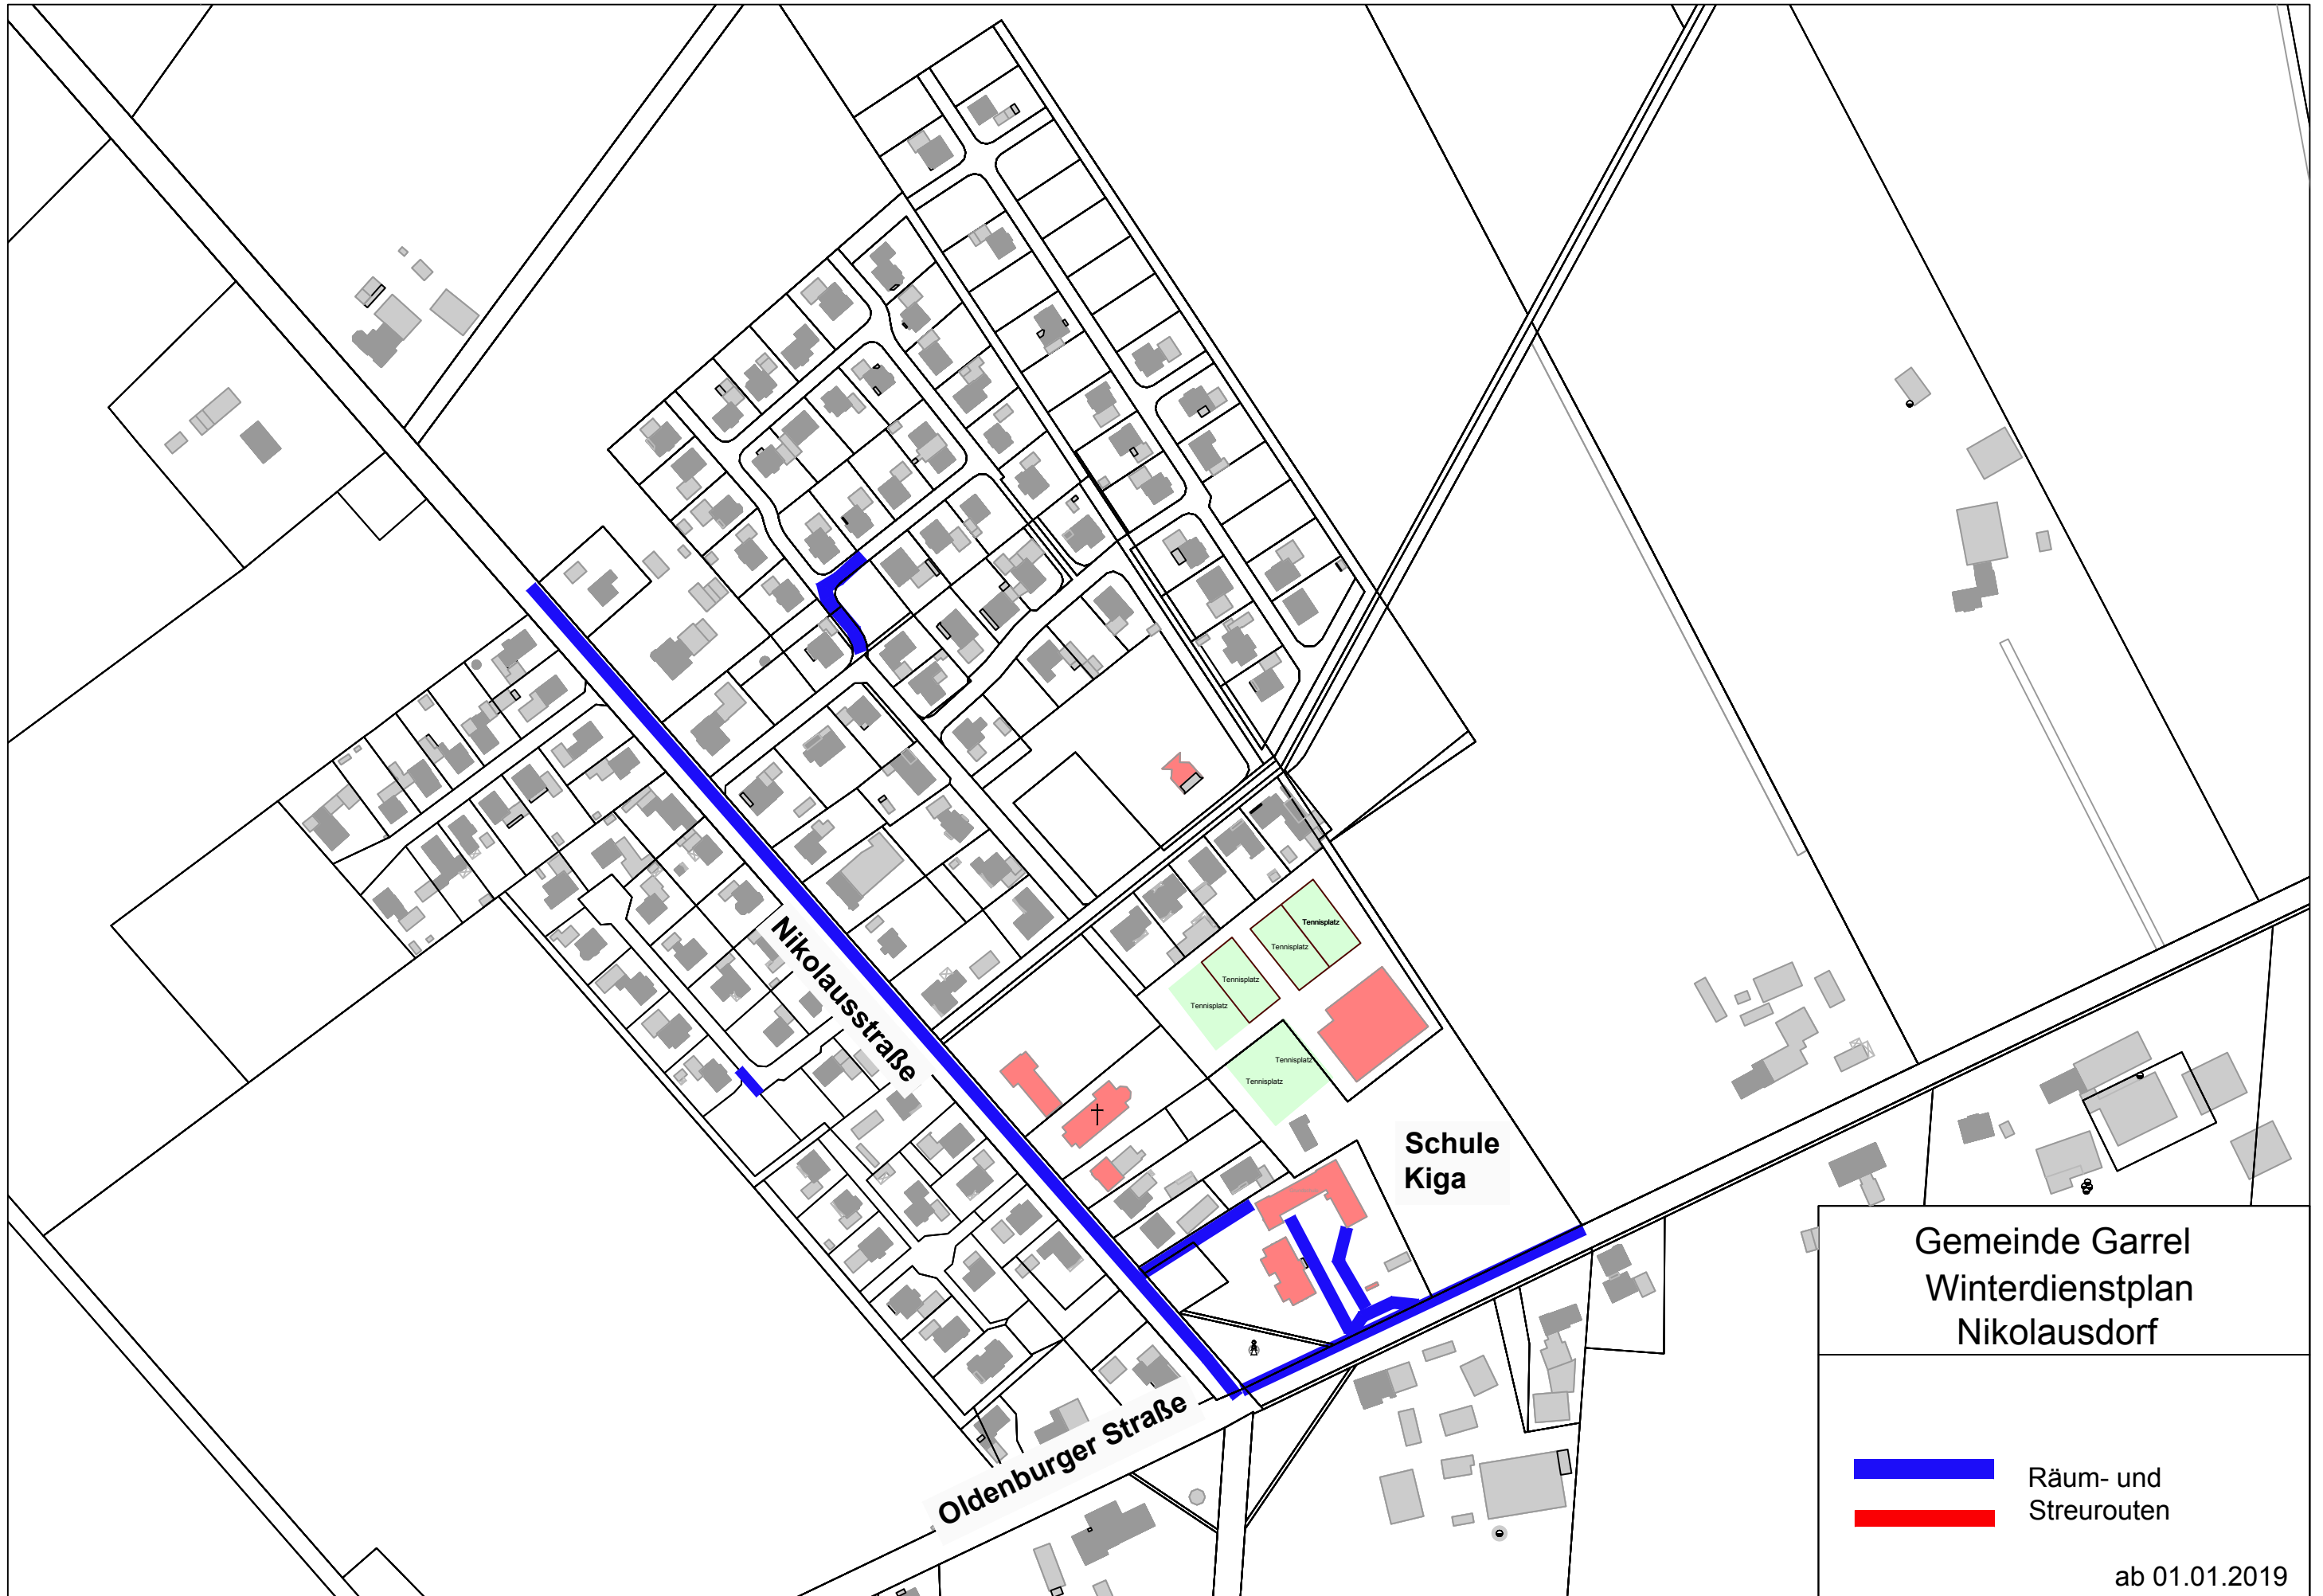 Tennisplatz
Tennisplatz
Tennisplatz
Tennisplatz
Tennisplatz
Tennisplatz
Nikolausstraße
Schule
Kiga
Oldenburger Straße
Gemeinde Garrel
Winterdienstplan
Nikolausdorf
Räum- und
Streurouten
ab 01.01.2019